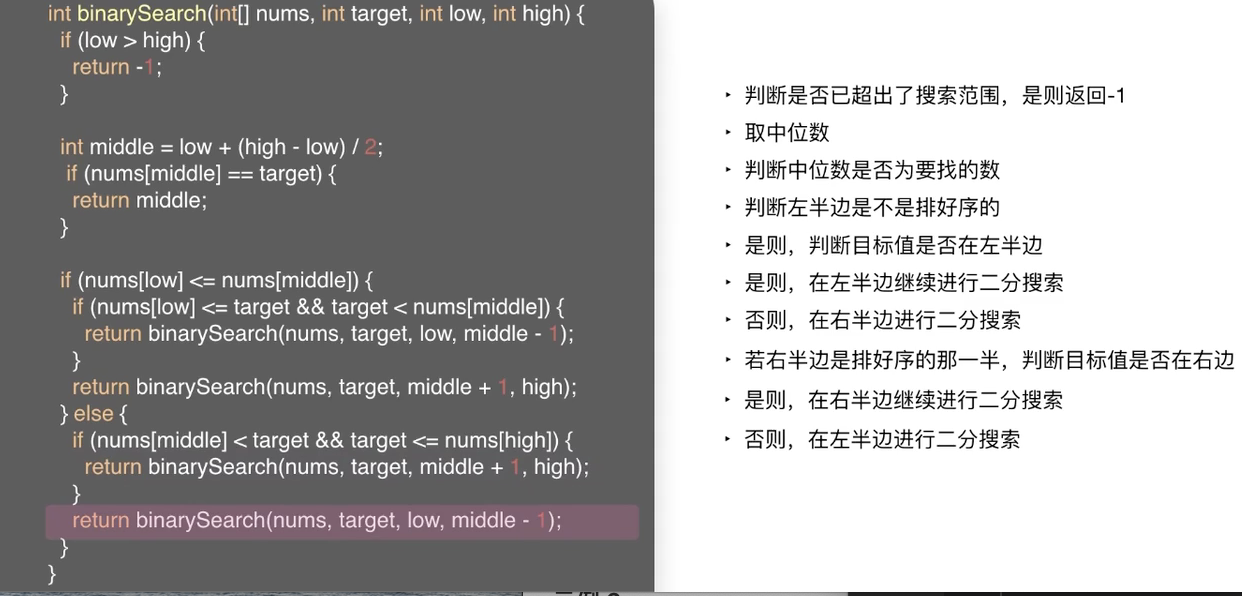 int binarySearch(int[] nums, int target, int low, int high) {
if (low > high) {
return -1;
}
int middle = low + (high - low) / 2;
if (nums[middle] == target) {
return middle;
}
if (nums[low] <= nums[middle]) {
if (nums[low] <= target && target < nums[middle]) {
return binarySearch(nums, target, low, middle - 1);
}
return binarySearch(nums, target, middle + 1, high);
} else {
if (nums[middle] < target && target <= nums[high]) {
return binarySearch(nums, target, middle + 1, high);
}
return binarySearch(nums, target, low, middle - 1);
}
}
‣ 判断是否已超出了搜索范围，是则返回-1
‣ 取中位数
‣ 判断中位数是否为要找的数
‣ 判断左半边是不是排好序的
‣ 是则，判断目标值是否在左半边
‣ 是则，在左半边继续进行二分搜索
‣ 否则，在右半边进行二分搜索
‣ 若右半边是排好序的那一半，判断目标值是否在右边
‣ 是则，在右半边继续进行二分搜索
‣ 否则，在左半边进行二分搜索